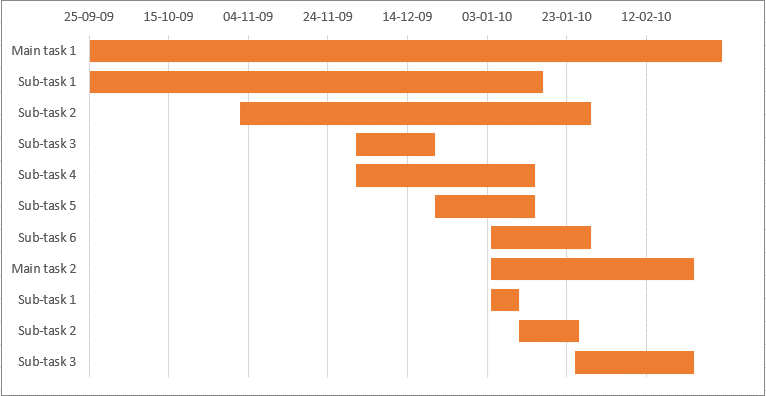 25-09-09 15-10-09 04-11-09 24-11-09 14-12-09 03-01-10 23-01-10 12-02-10
Main task 1
Sub-task 1
Sub-task 2
Sub-task 3
Sub-task 4
Sub-task 5
Sub-task 6
Main task 2
Sub-task 1
Sub-task 2
Sub-task 3